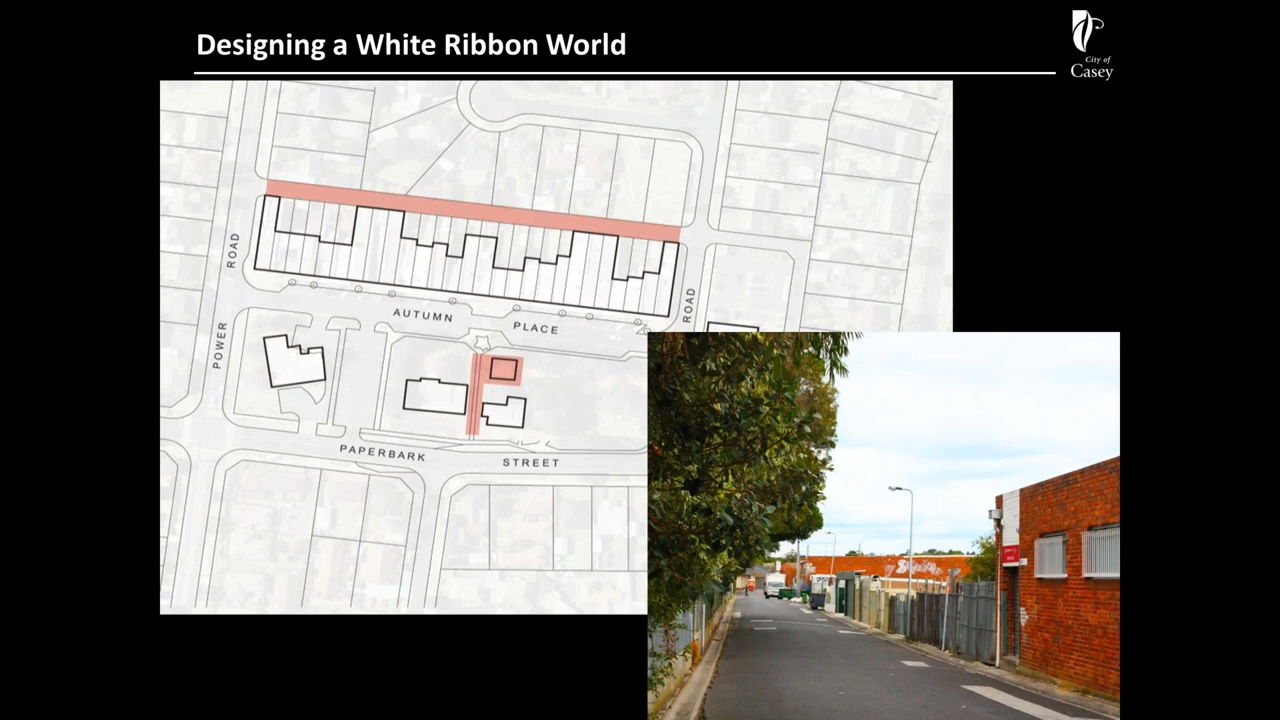 Designing a White Ribbon World
City of
Casey
ROAD
POWER
AUTUMN PLACE
ROAD
PAPERBARK STREET